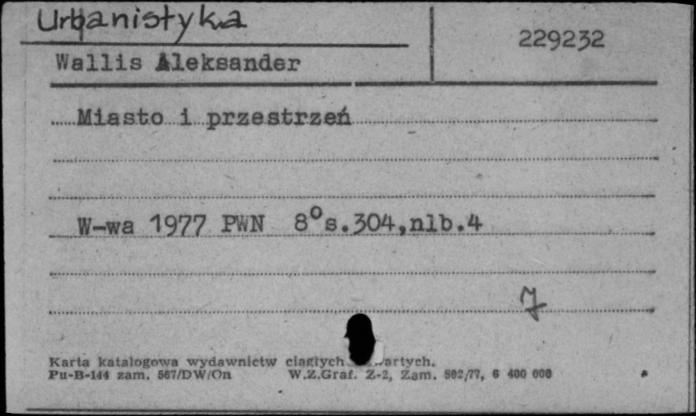 Urbanistyka
229232
Wallis Aleksander
Miasto i przestrzeń
W-wa 1977 PWN 8° s.304,nlb.4
7
Karta katalogowa wydawnictw ciągłych
Pu-B-144 zam. 567/DW/On W.Z.Graf. Z-2, Zam. 502/77, 6 400 000